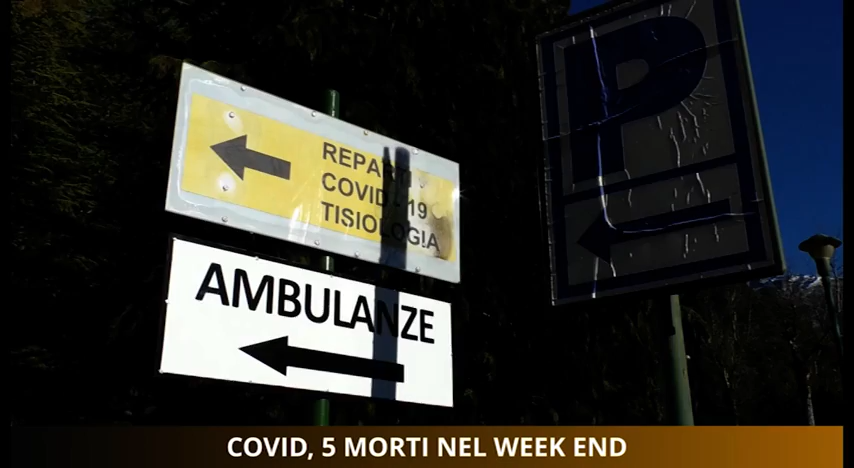 REPARTI
COVID-19
TISIOLOGIA
AMBULANZE
P
COVID, 5 MORTI NEL WEEK END